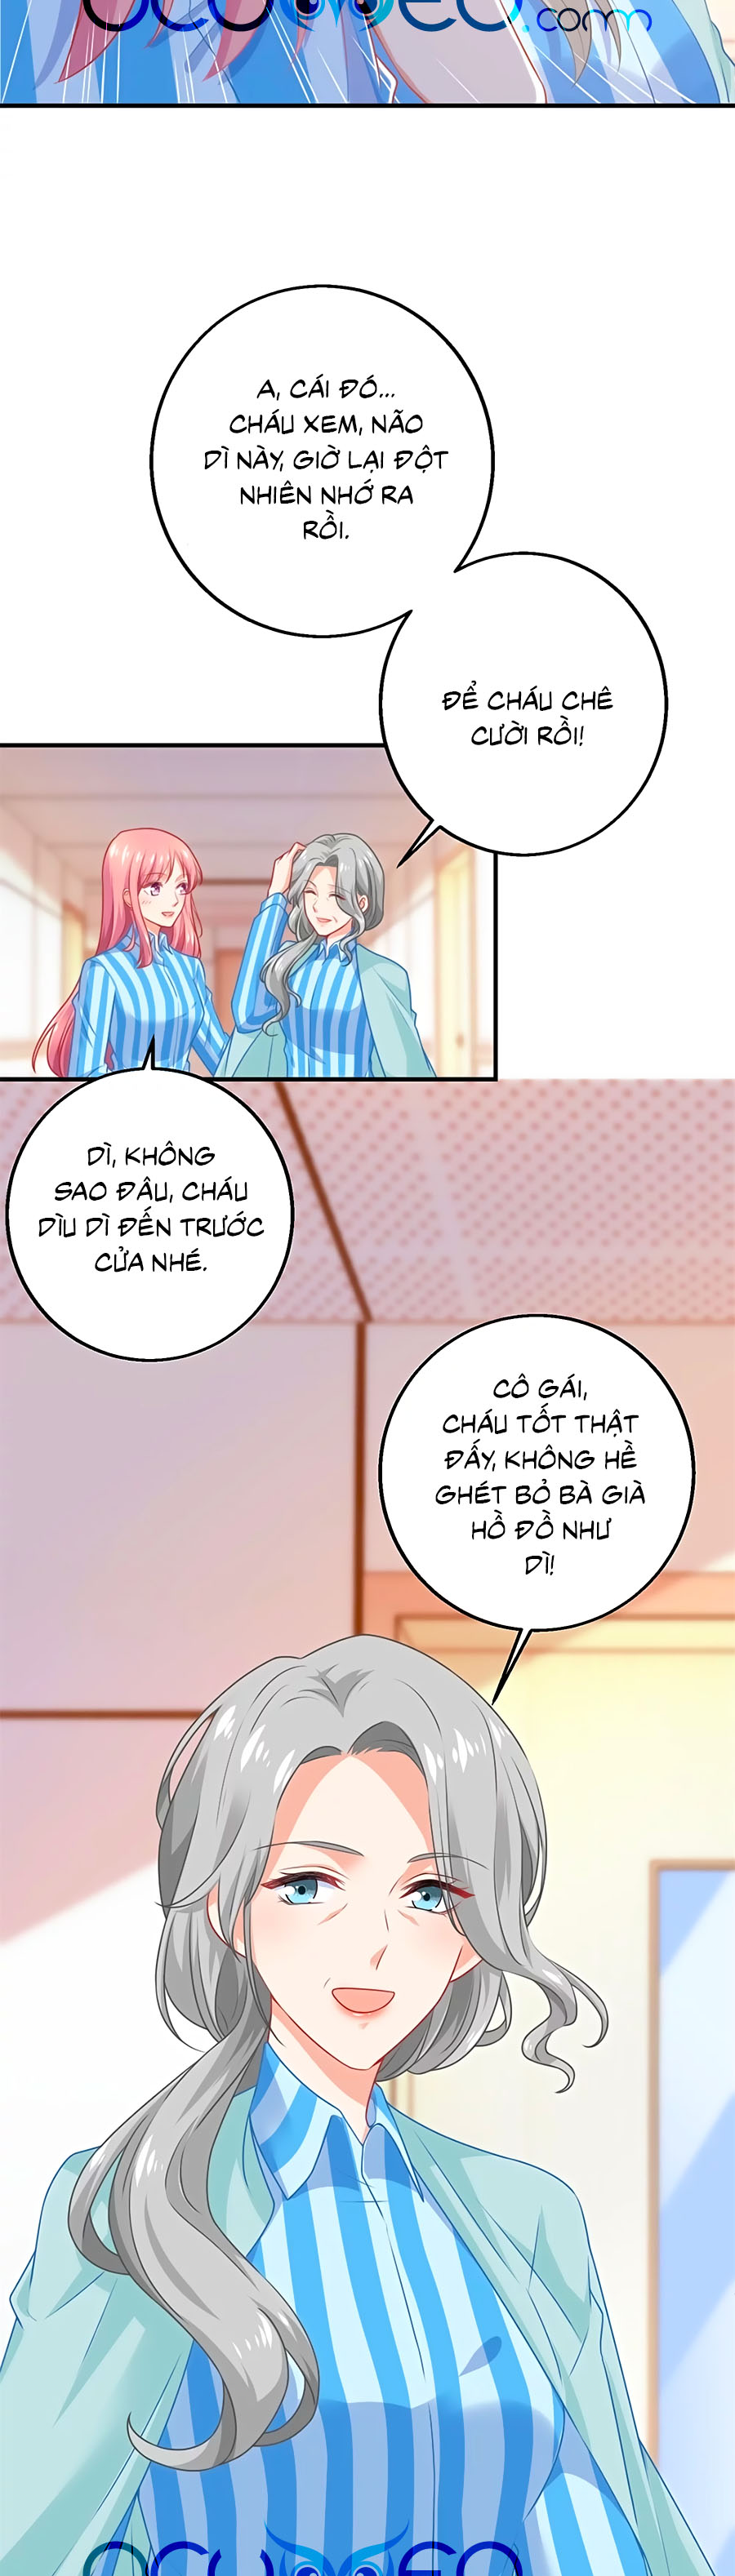 OCUMEO.com
A, CÁI ĐÓ...
CHÁU XEM, NÃO
DÌ NÀY, GIỜ LẠI ĐỘT
NHIÊN NHỚ RA
RỒI.
ĐỂ CHÁU CHÊ
CƯỜI RỒI!
DÌ, KHÔNG
SAO ĐÂU, CHÁU
DÌU DÌ ĐẾN TRƯỚC
CỬA NHÉ.
CÔ GÁI,
CHÁU TỐT THẬT
ĐẤY, KHÔNG HỀ
GHÉT BỎ BÀ GIÀ
HỒ ĐỒ NHƯ
DÌ!